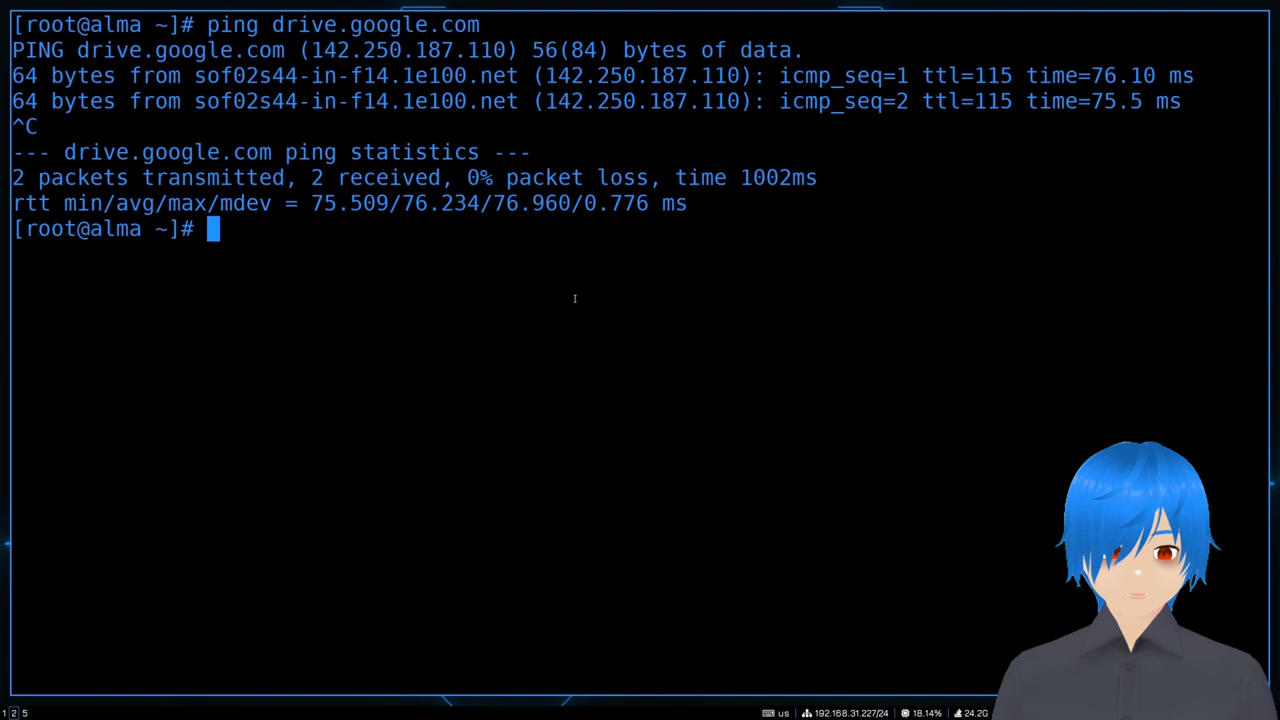 [root@alma ~]# ping drive.google.com
PING drive.google.com (142.250.187.110) 56(84) bytes of data.
64 bytes from sof02s44-in-f14.1e100.net (142.250.187.110): icmp_seq=1 ttl=115 time=76.10 ms
64 bytes from sof02s44-in-f14.1e100.net (142.250.187.110): icmp_seq=2 ttl=115 time=75.5 ms
^C
--- drive.google.com ping statistics ---
2 packets transmitted, 2 received, 0% packet loss, time 1002ms
rtt min/avg/max/mdev = 75.509/76.234/76.960/0.776 ms
[root@alma ~]#
1 2 5 us 192.168.31.227/24 18.14% 24.2G